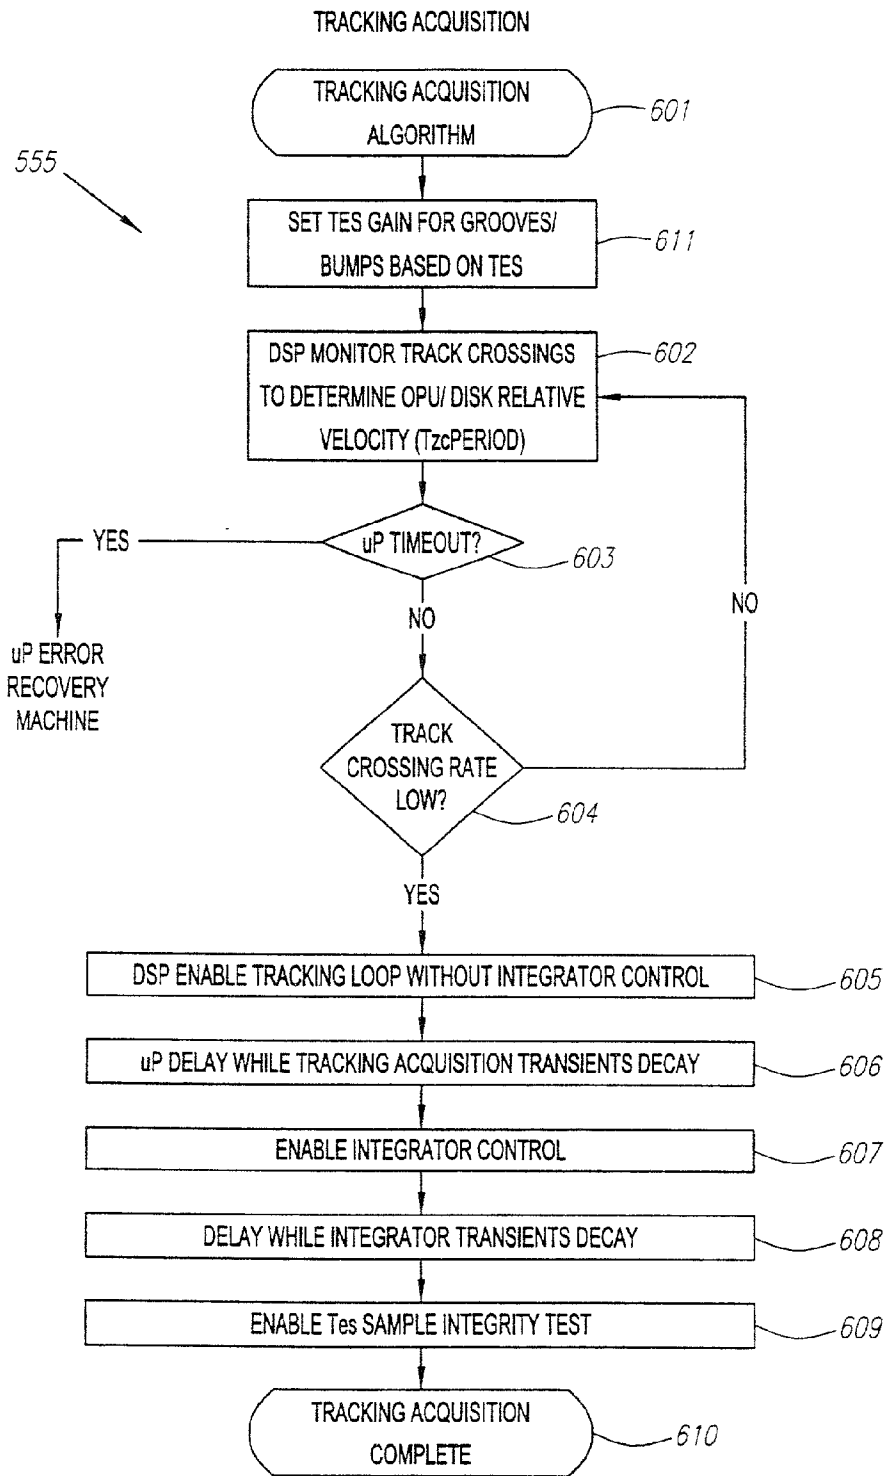 TRACKING ACQUISITION
TRACKING ACQUISITION
ALGORITHM
601
555
SET TES GAIN FOR GROOVES/
BUMPS BASED ON TES
611
DSP MONITOR TRACK CROSSINGS
TO DETERMINE OPU/ DISK RELATIVE
VELOCITY (TzcPERIOD)
602
YES
uP TIMEOUT?
603
NO
NO
uP ERROR
RECOVERY
MACHINE
TRACK
CROSSING RATE
LOW?
604
YES
DSP ENABLE TRACKING LOOP WITHOUT INTEGRATOR CONTROL
605
uP DELAY WHILE TRACKING ACQUISITION TRANSIENTS DECAY
606
ENABLE INTEGRATOR CONTROL
607
DELAY WHILE INTEGRATOR TRANSIENTS DECAY
608
ENABLE Tes SAMPLE INTEGRITY TEST
609
TRACKING ACQUISITION
COMPLETE
610